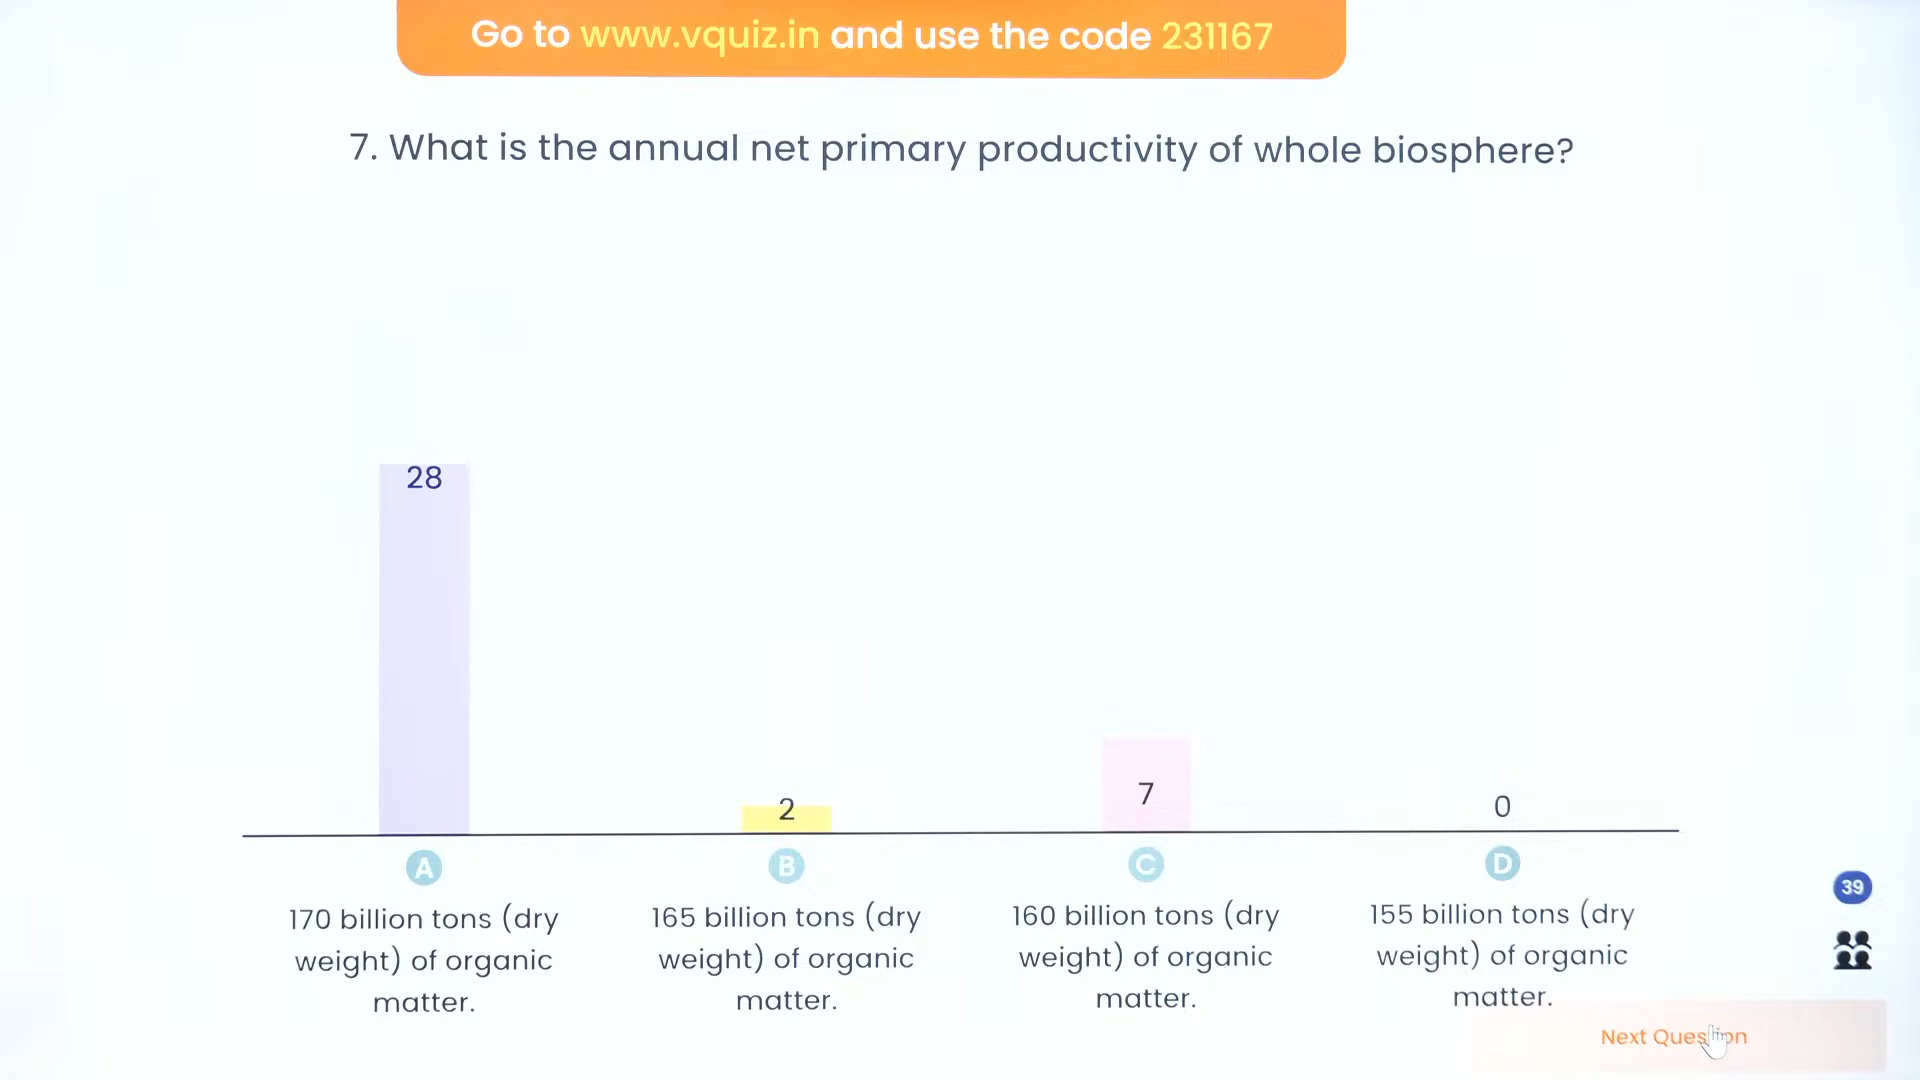 Go to www.vquiz.in and use the code 231167
7. What is the annual net primary productivity of whole biosphere?
28
2
7
0
A
B
C
D
170 billion tons (dry
weight) of organic
matter.
165 billion tons (dry
weight) of organic
matter.
160 billion tons (dry
weight) of organic
matter.
155 billion tons (dry
weight) of organic
matter.
39
Next Question